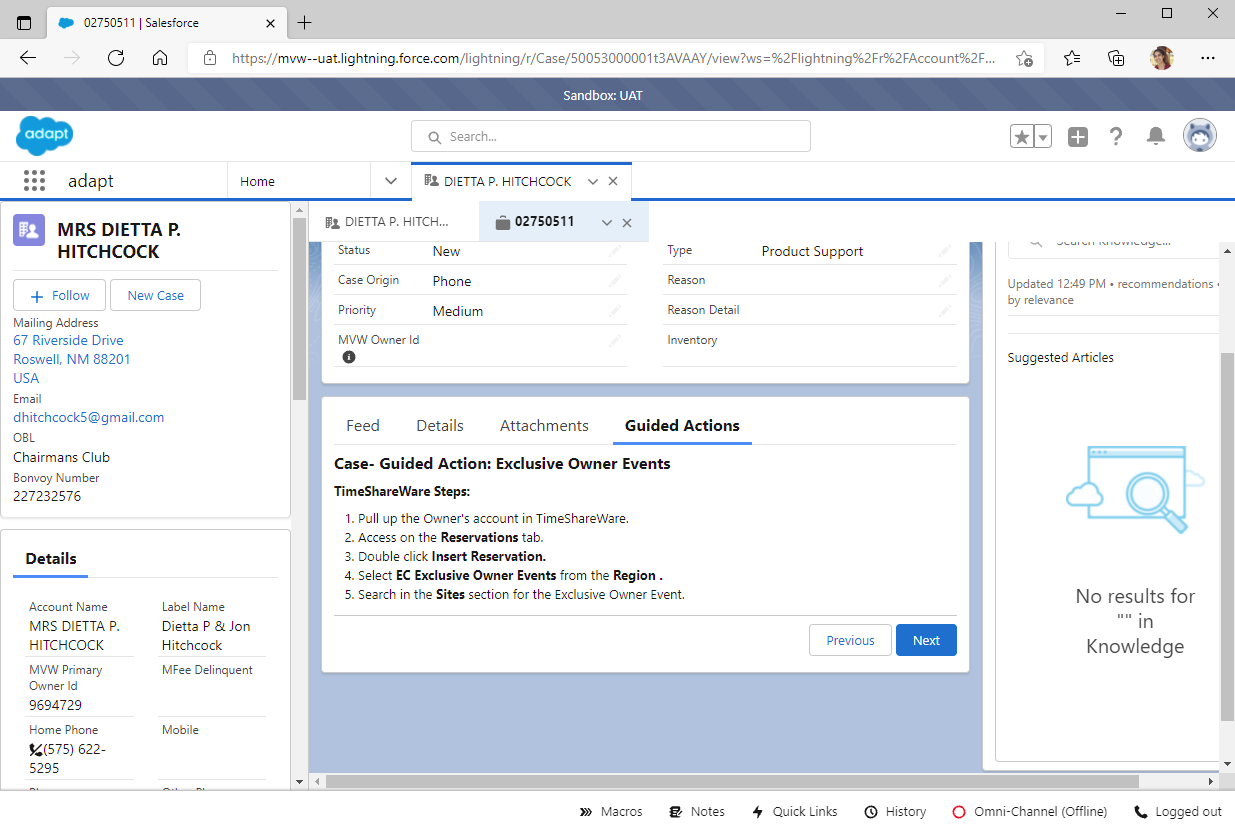 02750511 | Salesforce
https://mvw--uat.lightning.force.com/lightning/r/Case/50053000001t3AVAAY/view?ws=%2Flightning%2Fr%2FAccount%2F...
Sandbox: UAT
adapt
Search...
adapt
Home
DIETTA P. HITCHCOCK
MRS DIETTA P.
HITCHCOCK
Follow
New Case
Mailing Address
67 Riverside Drive
Roswell, NM 88201
USA
Email
dhitchcock5@gmail.com
OBL
Chairmans Club
Bonvoy Number
227232576
Details
Account Name
MRS DIETTA P.
HITCHCOCK
Label Name
Dietta P & Jon
Hitchcock
MVW Primary
Owner Id
9694729
MFee Delinquent
Home Phone
(575) 622-
5295
Mobile
DIETTA P. HITCH...
02750511
Status New
Type Product Support
Case Origin Phone
Reason
Priority Medium
Reason Detail
MVW Owner Id
Inventory
Feed Details Attachments Guided Actions
Case- Guided Action: Exclusive Owner Events
TimeShareWare Steps:
1. Pull up the Owner's account in TimeShareWare.
2. Access on the Reservations tab.
3. Double click Insert Reservation.
4. Select EC Exclusive Owner Events from the Region .
5. Search in the Sites section for the Exclusive Owner Event.
Previous
Next
Search Knowledge...
Updated 12:49 PM • recommendations •
by relevance
Suggested Articles
No results for
"" in
Knowledge
Macros
Notes
Quick Links
History
Omni-Channel (Offline)
Logged out